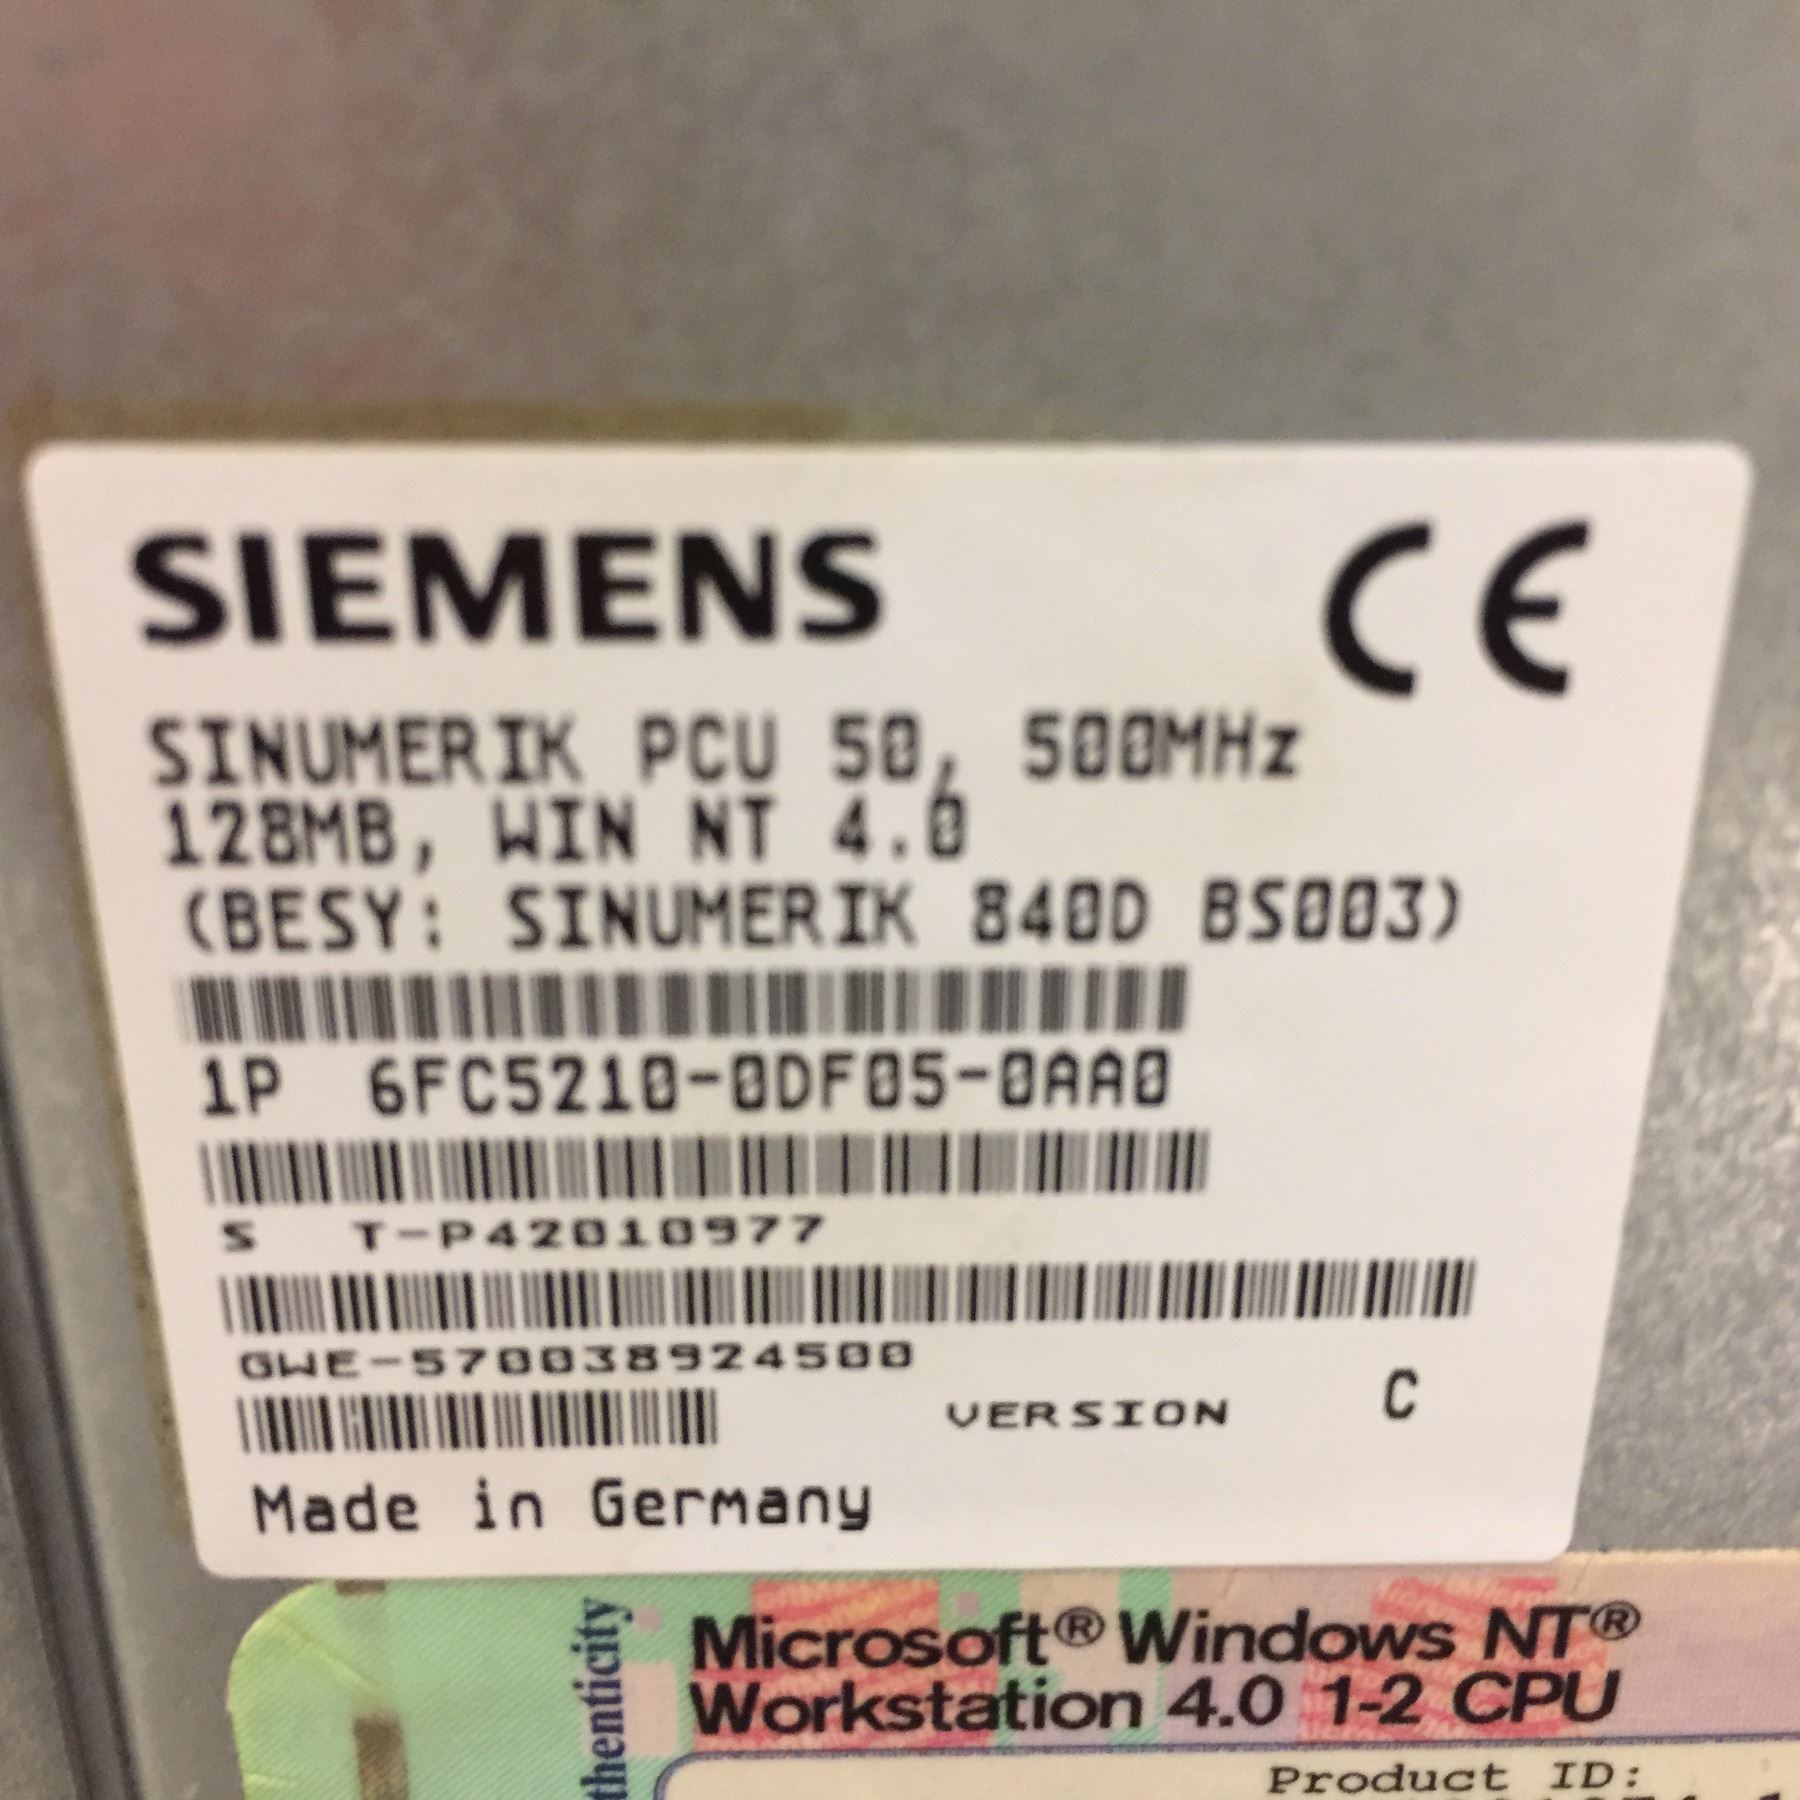 SIEMENS CE
SINUMERIK PCU 50, 500MHz
128MB, WIN NT 4.0
(BESY: SINUMERIK 840D BS003)
1P 6FC5210-0DF05-0AA0
S T-P42010977
GWE-570038924500
VERSION C
Made in Germany
thenticity
Microsoft® Windows NT®
Workstation 4.0 1-2 CPU
Product ID: